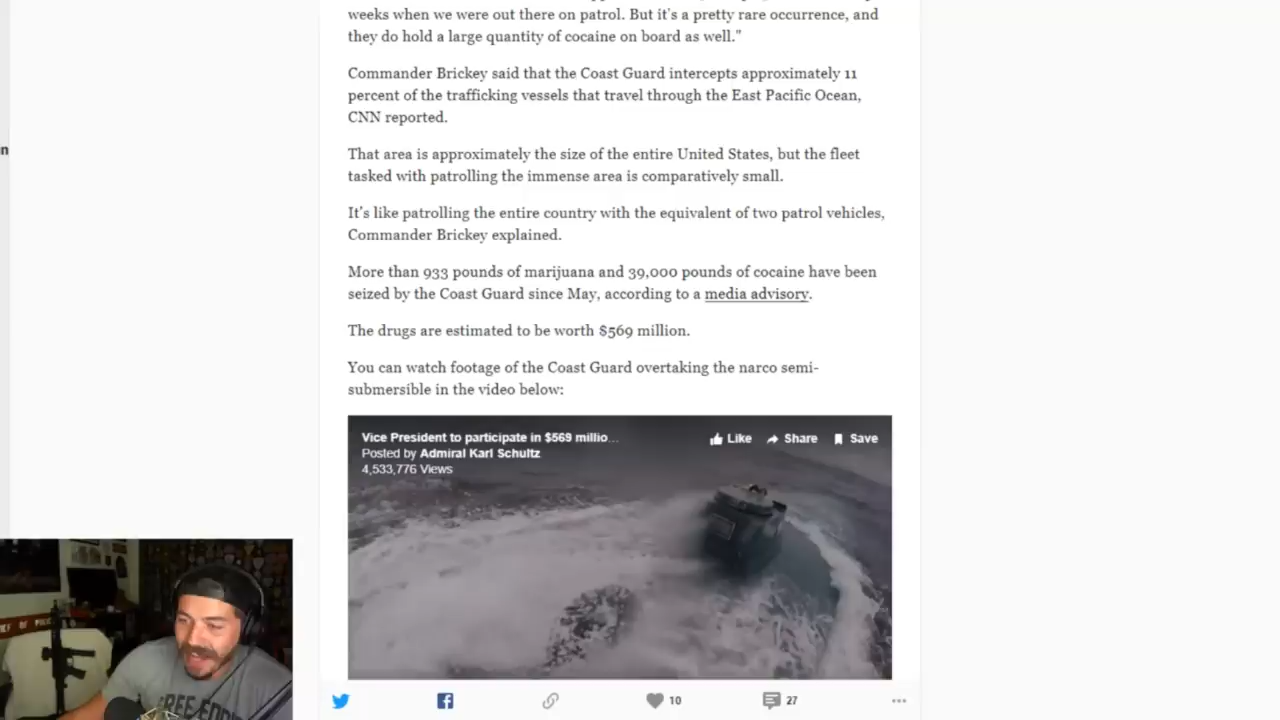 weeks when we were out there on patrol. But it's a pretty rare occurrence, and
they do hold a large quantity of cocaine on board as well."
Commander Brickey said that the Coast Guard intercepts approximately 11
percent of the trafficking vessels that travel through the East Pacific Ocean,
CNN reported.
That area is approximately the size of the entire United States, but the fleet
tasked with patrolling the immense area is comparatively small.
It's like patrolling the entire country with the equivalent of two patrol vehicles,
Commander Brickey explained.
More than 933 pounds of marijuana and 39,000 pounds of cocaine have been
seized by the Coast Guard since May, according to a media advisory.
The drugs are estimated to be worth $569 million.
You can watch footage of the Coast Guard overtaking the narco semi-
submersible in the video below:
Vice President to participate in $569 millio...
Like Share Save
Posted by Admiral Karl Schultz
4,533,776 Views
10 27